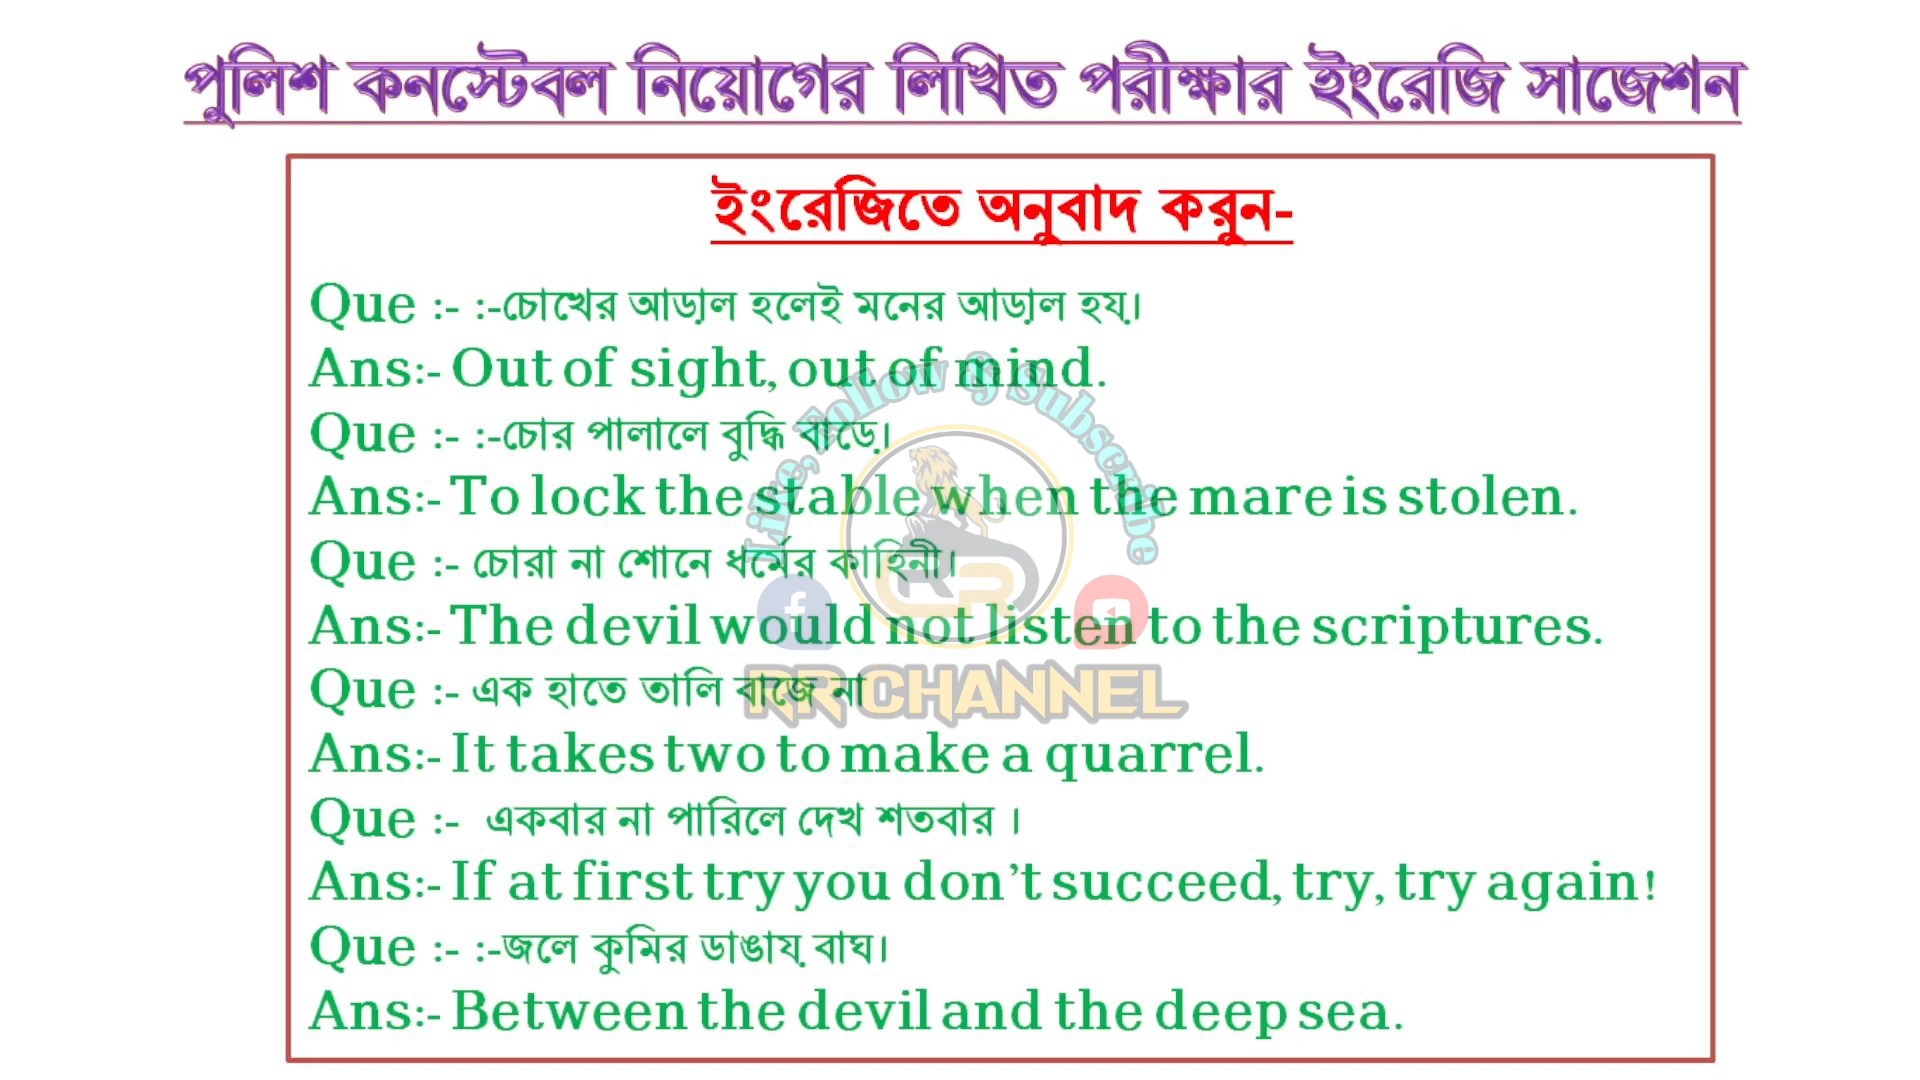 পুলিশ কনস্টেবল নিয়োগের লিখিত পরীক্ষার ইংরেজি সাজেশন
ইংরেজিতে অনুবাদ করুন-
Que :- :-চোখের আড়াল হলেই মনের আড়াল হয়।
Ans:- Out of sight, out of mind.
Que :- :-চোর পালালে বুদ্ধি বাড়ে।
Ans:- To lock the stable when the mare is stolen.
Que :- চোরা না শোনে ধর্মের কাহিনী।
Ans:- The devil would not listen to the scriptures.
Que :- এক হাতে তালি বাজে না
Ans:- It takes two to make a quarrel.
Que :- একবার না পারিলে দেখ শতবার ।
Ans:- If at first try you don’t succeed, try, try again!
Que :- :-জলে কুমির ডাঙায় বাঘ।
Ans:- Between the devil and the deep sea.
Like, Follow & Subscribe
RR
RR CHANNEL